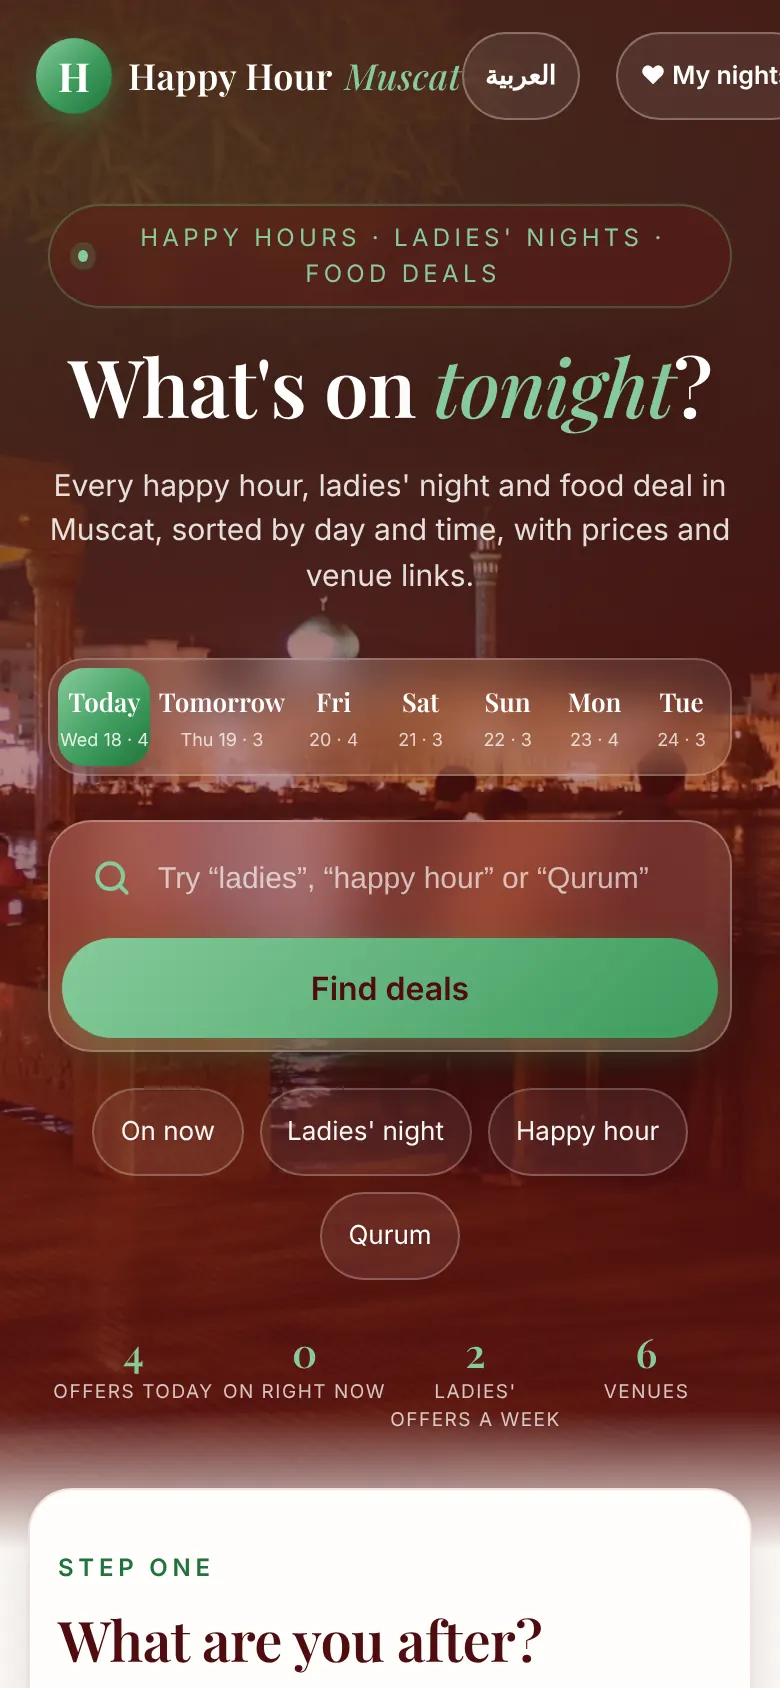 H Happy Hour Muscat العربية ♥ My nights
HAPPY HOURS · LADIES' NIGHTS ·
FOOD DEALS
What's on tonight?
Every happy hour, ladies' night and food deal in
Muscat, sorted by day and time, with prices and
venue links.
Today Tomorrow Fri Sat Sun Mon Tue
Wed 18 · 4 Thu 19 · 3 20 · 4 21 · 3 22 · 3 23 · 4 24 · 3
Try “ladies”, “happy hour” or “Qurum”
Find deals
On now Ladies' night Happy hour
Qurum
4 0 2 6
OFFERS TODAY ON RIGHT NOW LADIES' VENUES
OFFERS A WEEK
STEP ONE
What are you after?